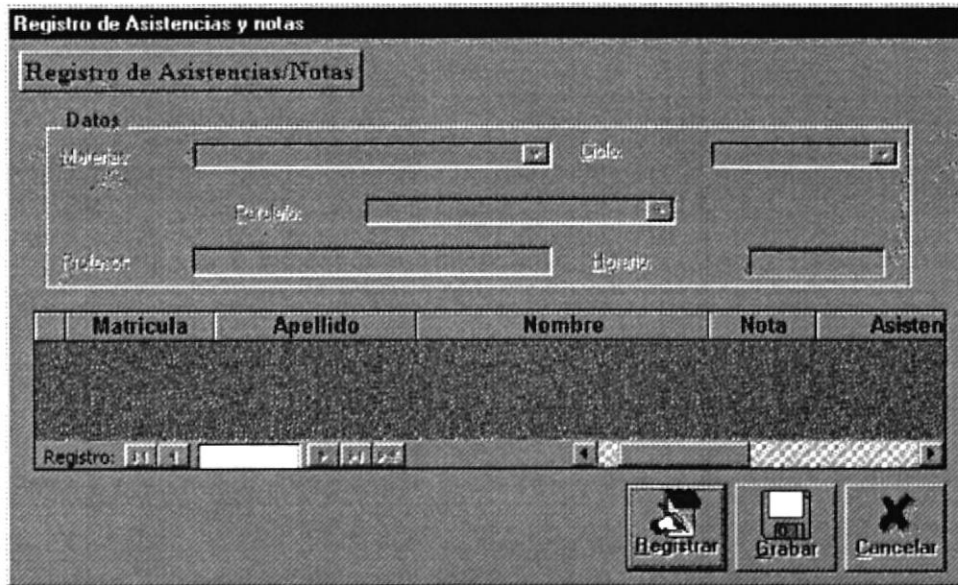 Registro de Asistencias y notas
Registro de Asistencias/Notas
Datos
Materia: Ciclo:
Paralelo:
Profesor: Horario:
Matricula Apellido Nombre Nota Asisten
Registro:
Registrar Grabar Cancelar